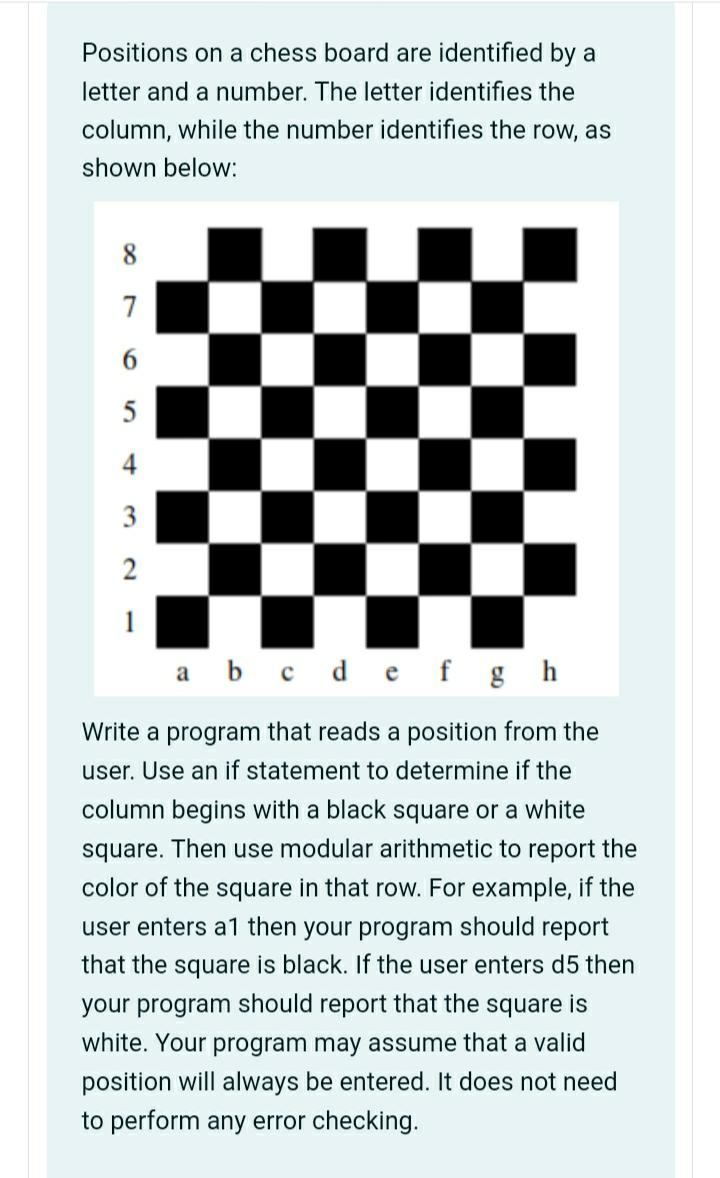 Positions on a chess board are identified by a
letter and a number. The letter identifies the
column, while the number identifies the row, as
shown below:
8
7
6
5
4
3
2
1
a b c d e f g h
Write a program that reads a position from the
user. Use an if statement to determine if the
column begins with a black square or a white
square. Then use modular arithmetic to report the
color of the square in that row. For example, if the
user enters a1 then your program should report
that the square is black. If the user enters d5 then
your program should report that the square is
white. Your program may assume that a valid
position will always be entered. It does not need
to perform any error checking.